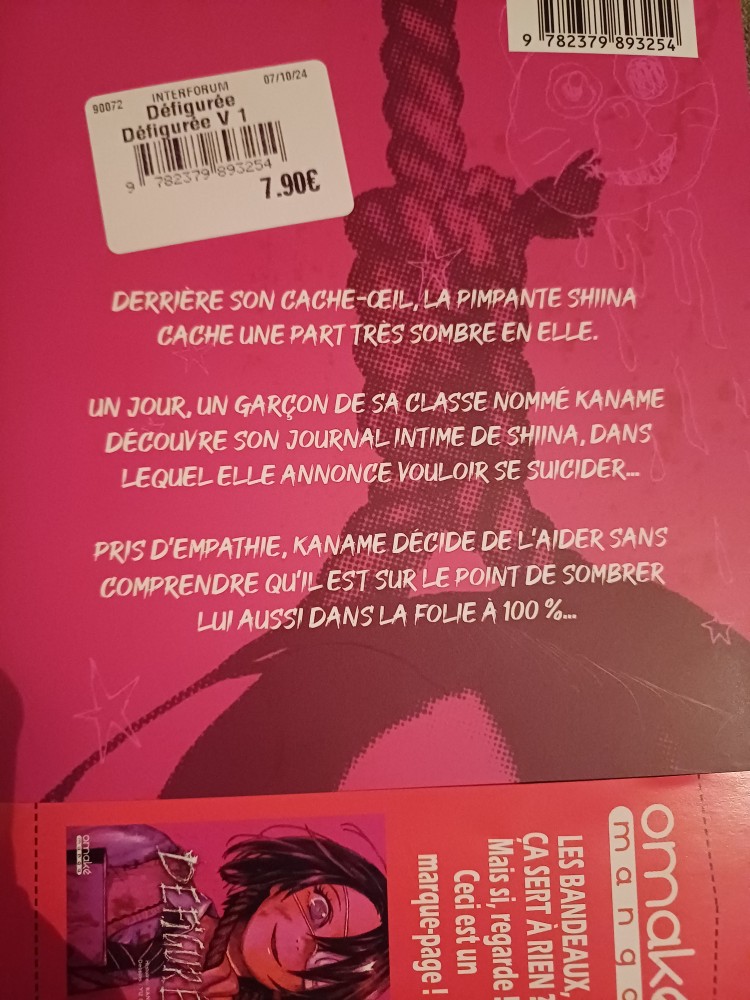 9 782379 893254
90072 INTERFORUM 07/10/24
Défigurée
Défigurée V 1
9 782379 893254
7.90€
DERRIÈRE SON CACHE-ŒIL, LA PIMPANTE SHIINA
CACHE UNE PART TRÈS SOMBRE EN ELLE.
UN JOUR, UN GARÇON DE SA CLASSE NOMMÉ KANAME
DÉCOUVRE SON JOURNAL INTIME DE SHIINA, DANS
LEQUEL ELLE ANNONCE VOULOIR SE SUICIDER...
PRIS D'EMPATHIE, KANAME DÉCIDE DE L'AIDER SANS
COMPRENDRE QU'IL EST SUR LE POINT DE SOMBRER
LUI AUSSI DANS LA FOLIE À 100 %...
omaké
manga
LES BANDEAUX,
ÇA SERT À RIEN ?
Mais si, regarde !
Ceci est un
marque-page !
omaké